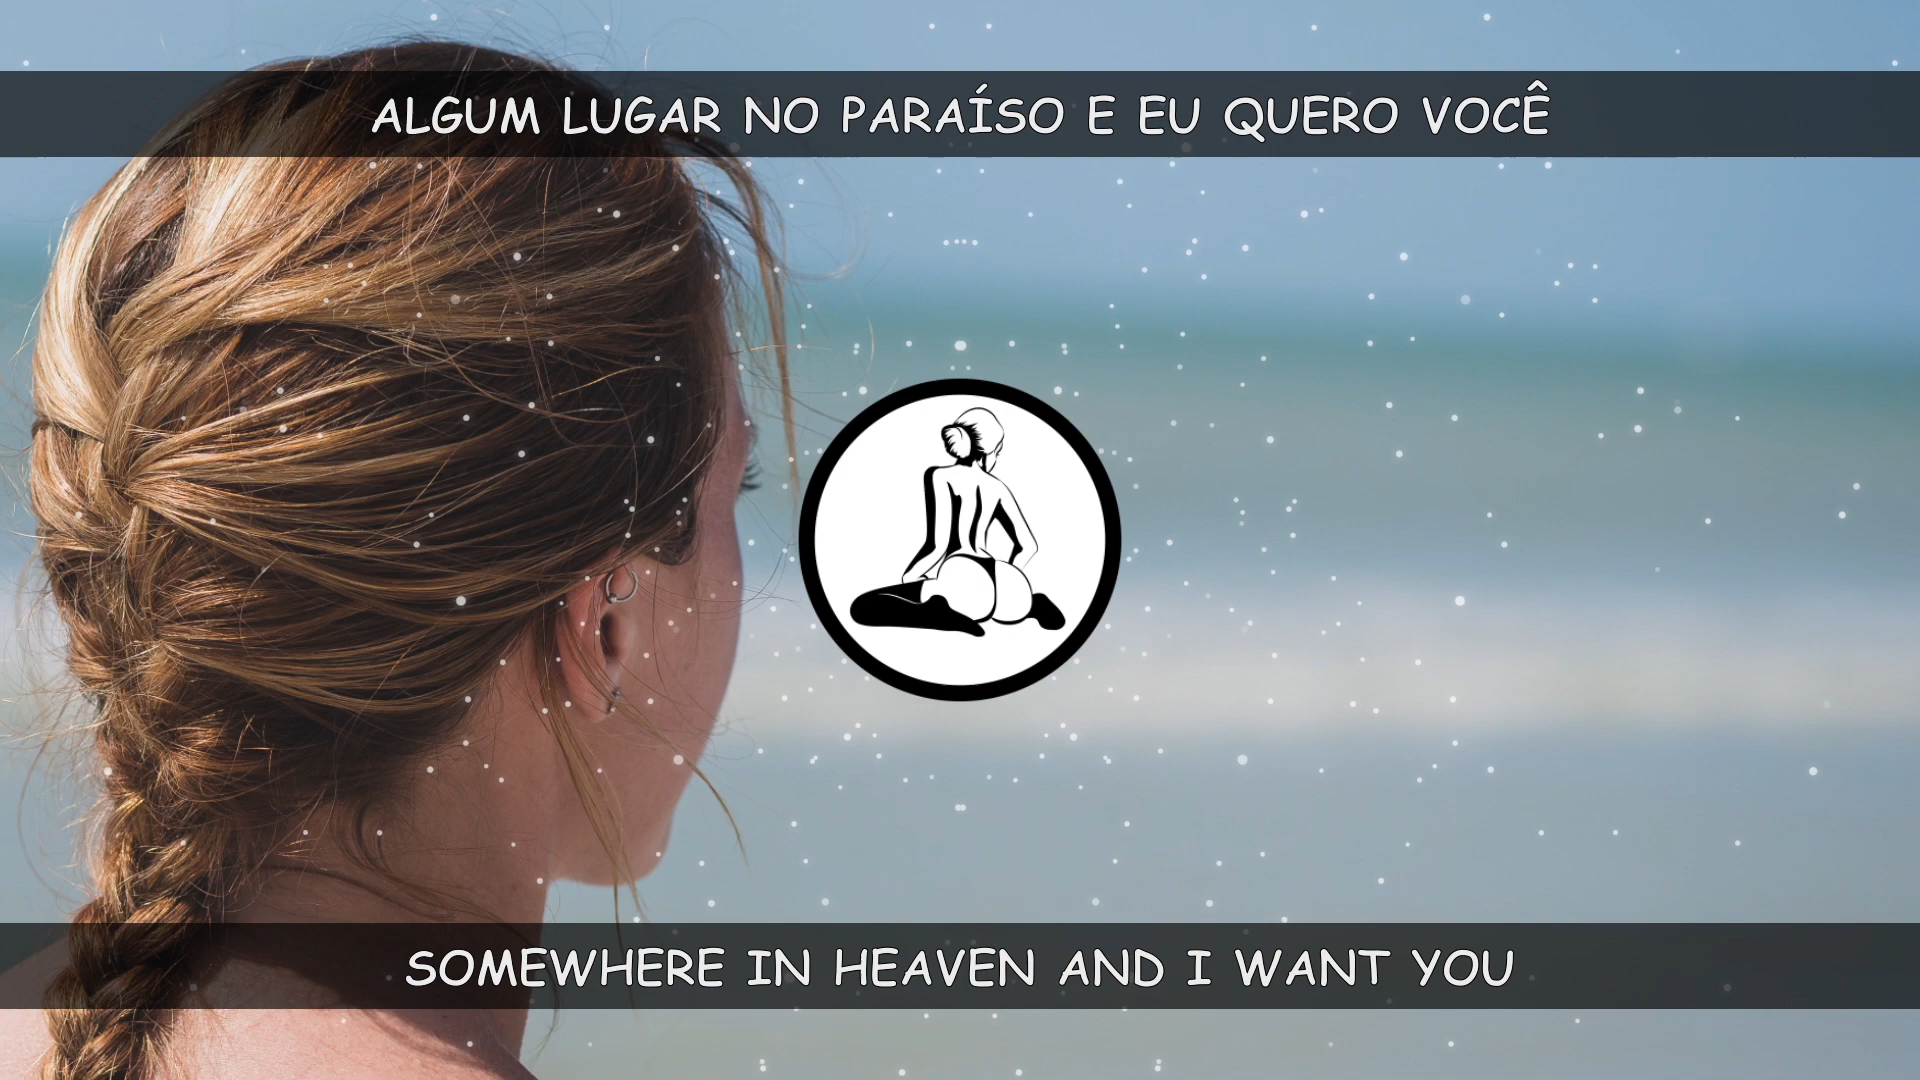 ALGUM LUGAR NO PARAÍSO E EU QUERO VOCÊ
SOMEWHERE IN HEAVEN AND I WANT YOU